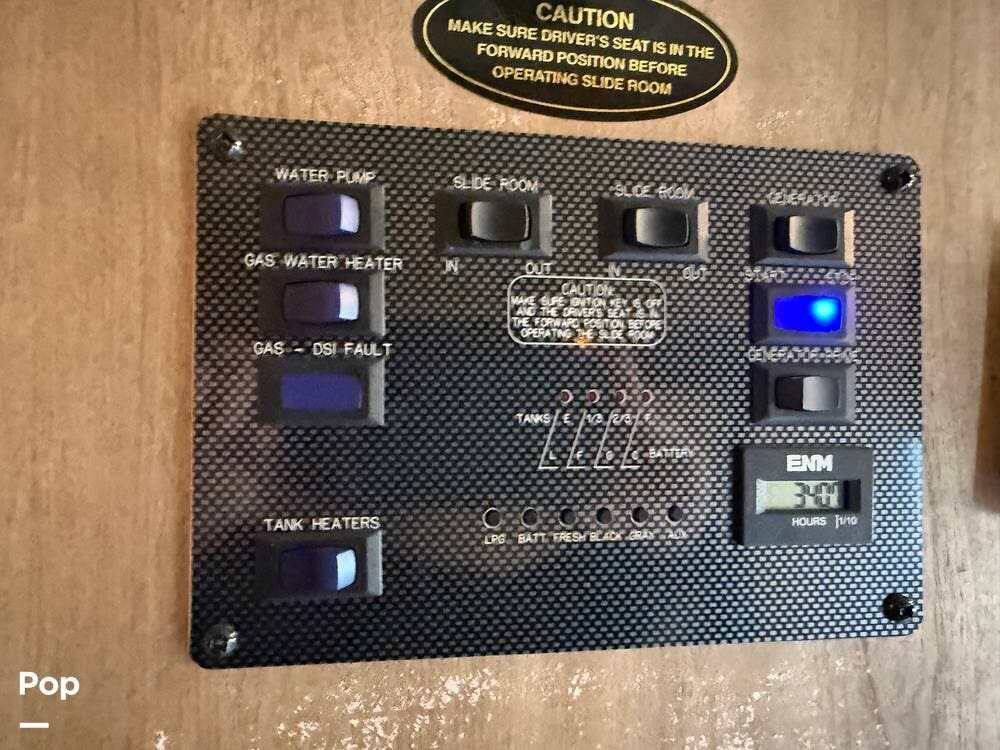 CAUTION
MAKE SURE DRIVER'S SEAT IS IN THE
FORWARD POSITION BEFORE
OPERATING SLIDE ROOM
WATER PUMP
SLIDE ROOM
SLIDE ROOM
GENERATOR
IN OUT
IN OUT
START STOP
GAS WATER HEATER
CAUTION:
MAKE SURE IGNITION KEY IS OFF
AND THE DRIVER'S SEAT IS IN
THE FORWARD POSITION BEFORE
OPERATING THE SLIDE ROOM
GAS - DSI FAULT
GENERATOR PRIME
TANKS E 1/3 2/3 F
L F G C BATTERY
ENM
HOURS 1/10
LPG BATT. FRESH BLACK GRAY AUX
TANK HEATERS
Pop